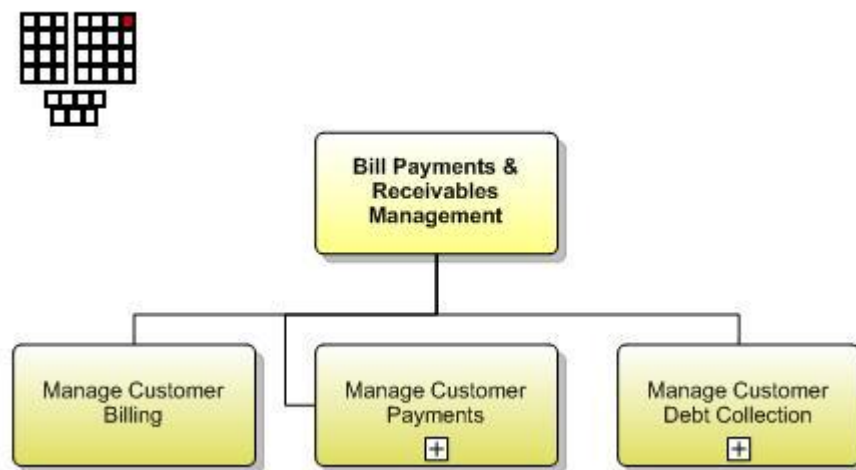 Bill Payments &
Receivables
Management
Manage Customer
Billing
Manage Customer
Payments
Manage Customer
Debt Collection